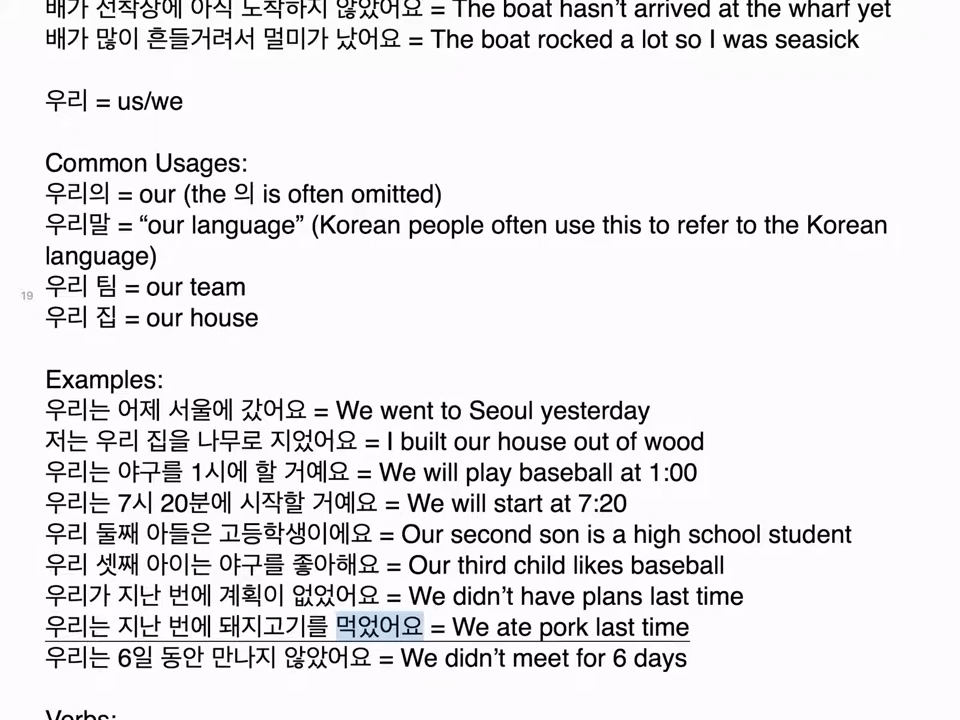 배가 선착장에 아직 도착하지 않았어요 = The boat hasn't arrived at the wharf yet
배가 많이 흔들거려서 멀미가 났어요 = The boat rocked a lot so I was seasick
우리 = us/we
Common Usages:
우리의 = our (the 의 is often omitted)
우리말 = “our language” (Korean people often use this to refer to the Korean
language)
19
우리 팀 = our team
우리 집 = our house
Examples:
우리는 어제 서울에 갔어요 = We went to Seoul yesterday
저는 우리 집을 나무로 지었어요 = I built our house out of wood
우리는 야구를 1시에 할 거예요 = We will play baseball at 1:00
우리는 7시 20분에 시작할 거예요 = We will start at 7:20
우리 둘째 아들은 고등학생이에요 = Our second son is a high school student
우리 셋째 아이는 야구를 좋아해요 = Our third child likes baseball
우리가 지난 번에 계획이 없었어요 = We didn’t have plans last time
우리는 지난 번에 돼지고기를 먹었어요 = We ate pork last time
우리는 6일 동안 만나지 않았어요 = We didn’t meet for 6 days
Verbs: